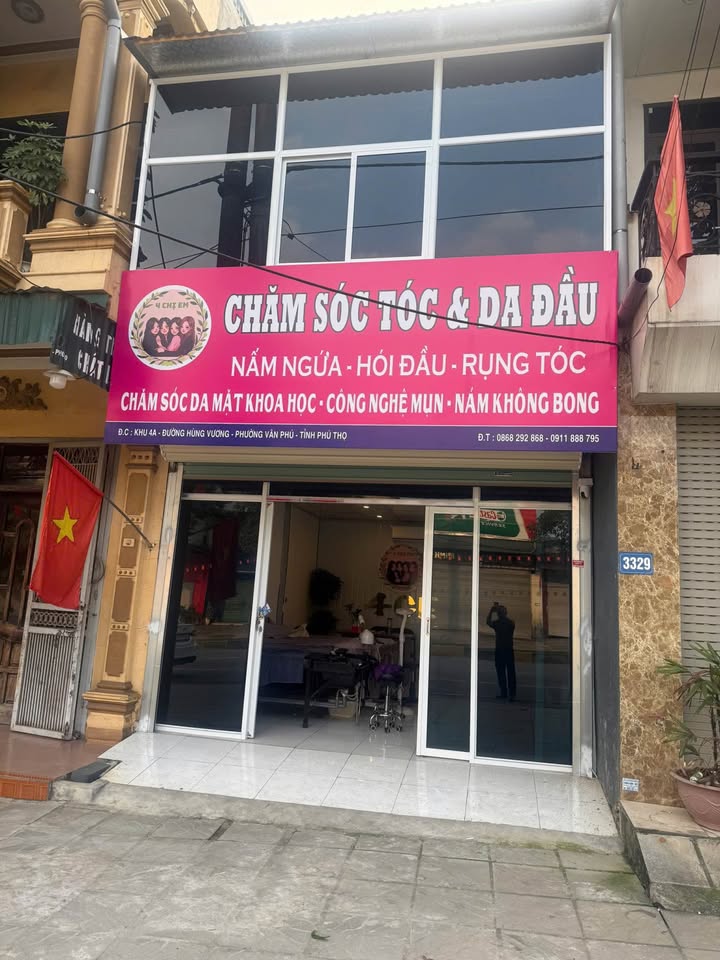 4 CHỊ EM
CHĂM SÓC TÓC & DA ĐẦU
NẤM NGỨA - HÓI ĐẦU - RỤNG TÓC
CHĂM SÓC DA MẶT KHOA HỌC - CÔNG NGHỆ MỤN - NÁM KHÔNG BONG
Đ.C : KHU 4A - ĐƯỜNG HÙNG VƯƠNG - PHƯỜNG VÂN PHÚ - TỈNH PHÚ THỌ
Đ.T : 0868 292 868 - 0911 888 795
3329